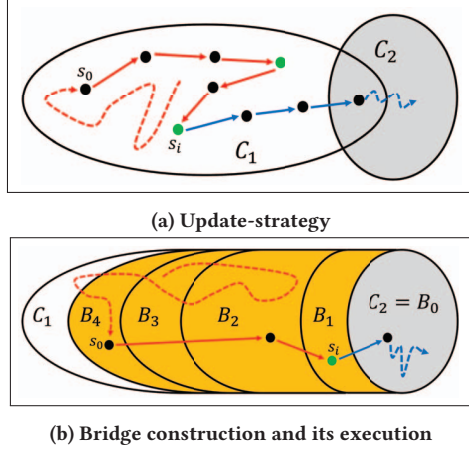 C₂
s₀
sᵢ
C₁
(a) Update-strategy
C₁ B₄ B₃ B₂ B₁ C₂ = B₀
s₀ sᵢ
(b) Bridge construction and its execution